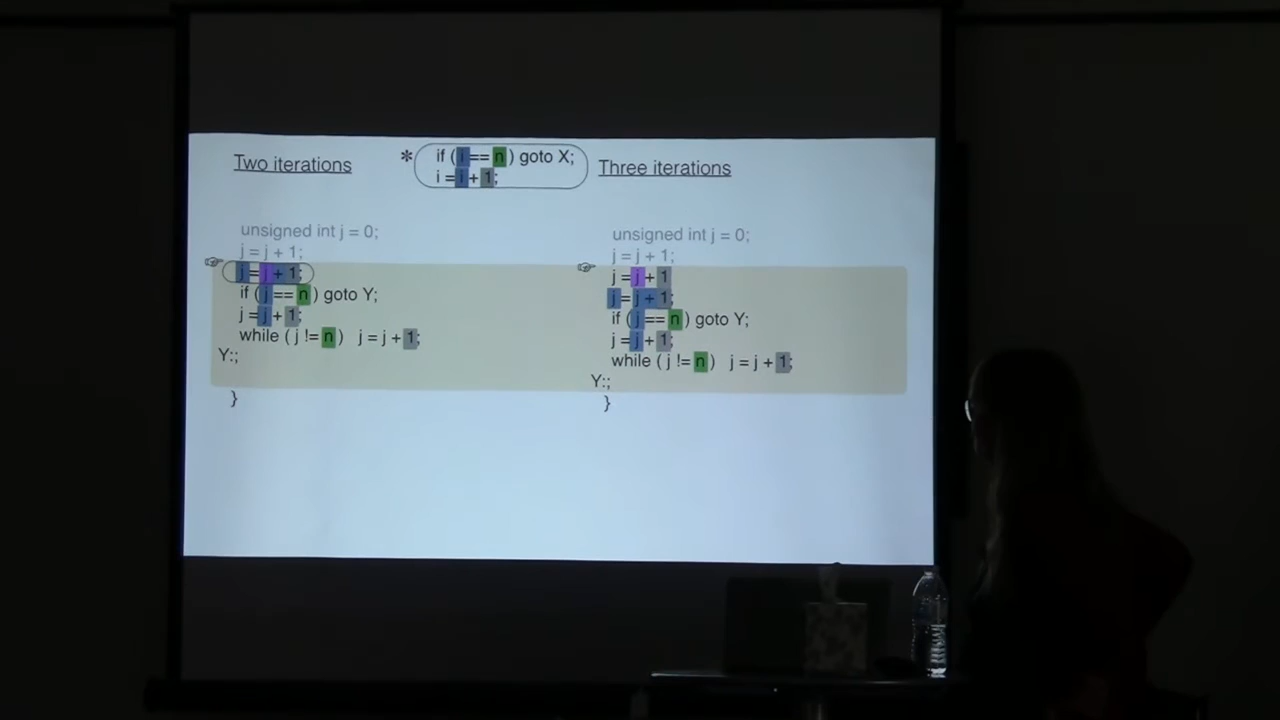 Two iterations
* if (i == n) goto X;
i = i + 1;
Three iterations
unsigned int j = 0;
j = j + 1;
j = j + 1;
if (j == n) goto Y;
j = j + 1;
while (j != n) j = j + 1;
Y:;
}
unsigned int j = 0;
j = j + 1;
j = j + 1
j = j + 1;
if (j == n) goto Y;
j = j + 1;
while (j != n) j = j + 1;
Y:;
}